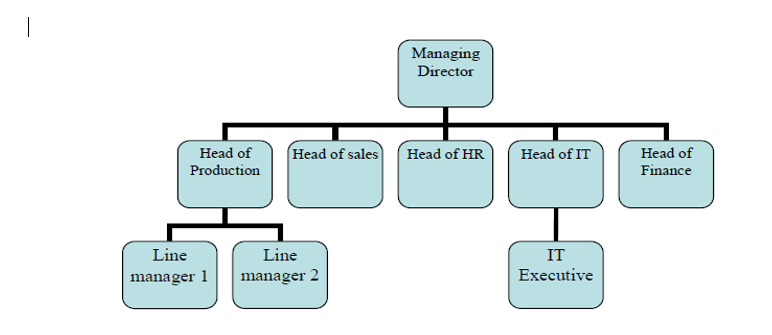 Managing
Director
Head of
Production
Head of sales
Head of HR
Head of IT
Head of
Finance
Line
manager 1
Line
manager 2
IT
Executive